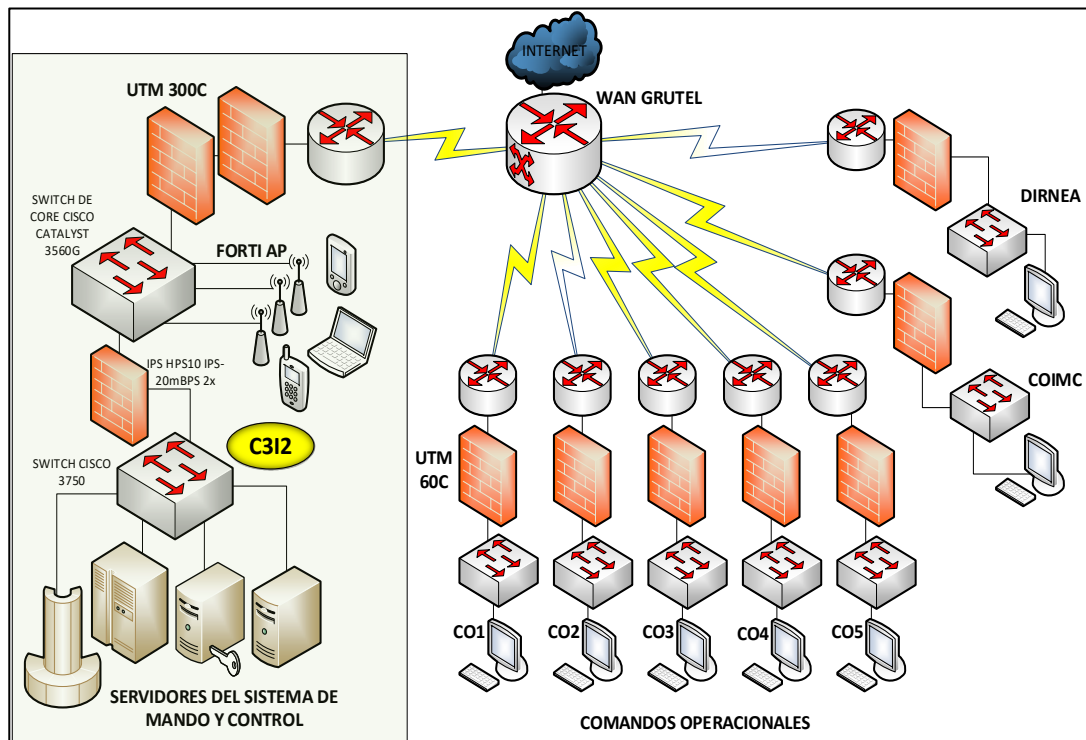 INTERNET
WAN GRUTEL
UTM 300C
SWITCH DE
CORE CISCO
CATALYST
3560G
FORTI AP
IPS HPS10 IPS-
20mBPS 2x
C3I2
SWITCH CISCO
3750
SERVIDORES DEL SISTEMA DE
MANDO Y CONTROL
DIRNEA
COIMC
UTM
60C
CO1
CO2
CO3
CO4
CO5
COMANDOS OPERACIONALES